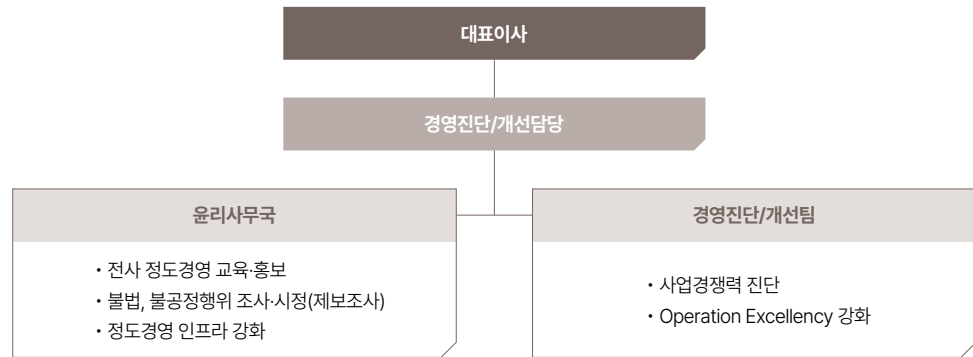 대표이사
경영진단/개선담당
윤리사무국
• 전사 정도경영 교육·홍보
• 불법, 불공정행위 조사·시정(제보조사)
• 정도경영 인프라 강화
경영진단/개선팀
• 사업경쟁력 진단
• Operation Excellency 강화